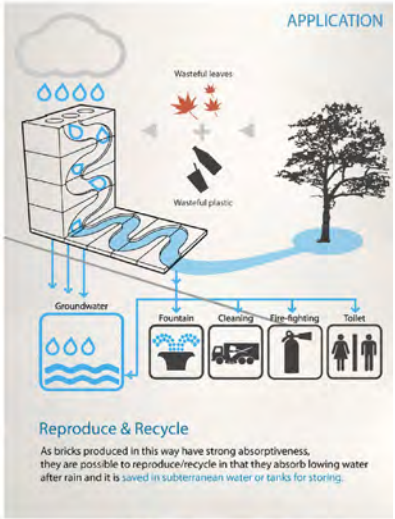 APPLICATION
Wasteful leaves
Wasteful plastic
Groundwater
Fountain
Cleaning
Fire-fighting
Toilet
Reproduce & Recycle
As bricks produced in this way have strong absorptiveness,
they are possible to reproduce/recycle in that they absorb lowing water
after rain and it is saved in subterranean water or tanks for storing.